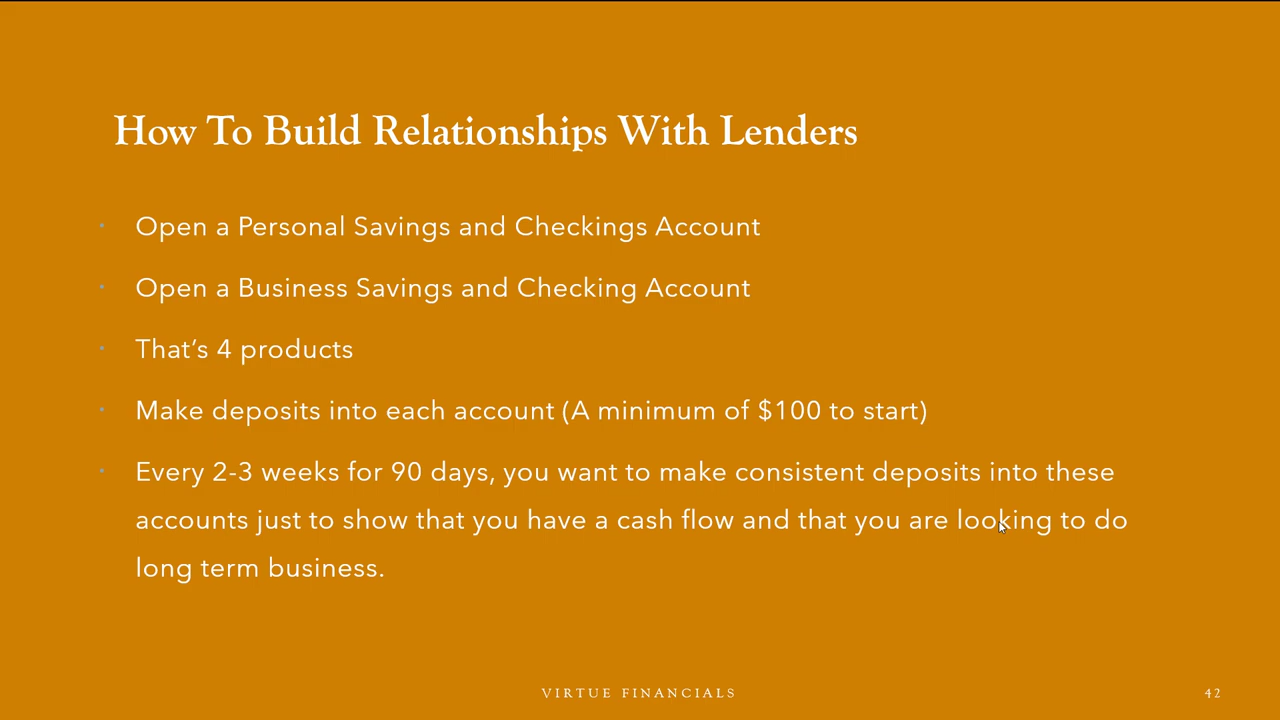 How To Build Relationships With Lenders
· Open a Personal Savings and Checkings Account
· Open a Business Savings and Checking Account
· That’s 4 products
· Make deposits into each account (A minimum of $100 to start)
· Every 2-3 weeks for 90 days, you want to make consistent deposits into these
accounts just to show that you have a cash flow and that you are looking to do
long term business.
VIRTUE FINANCIALS
42